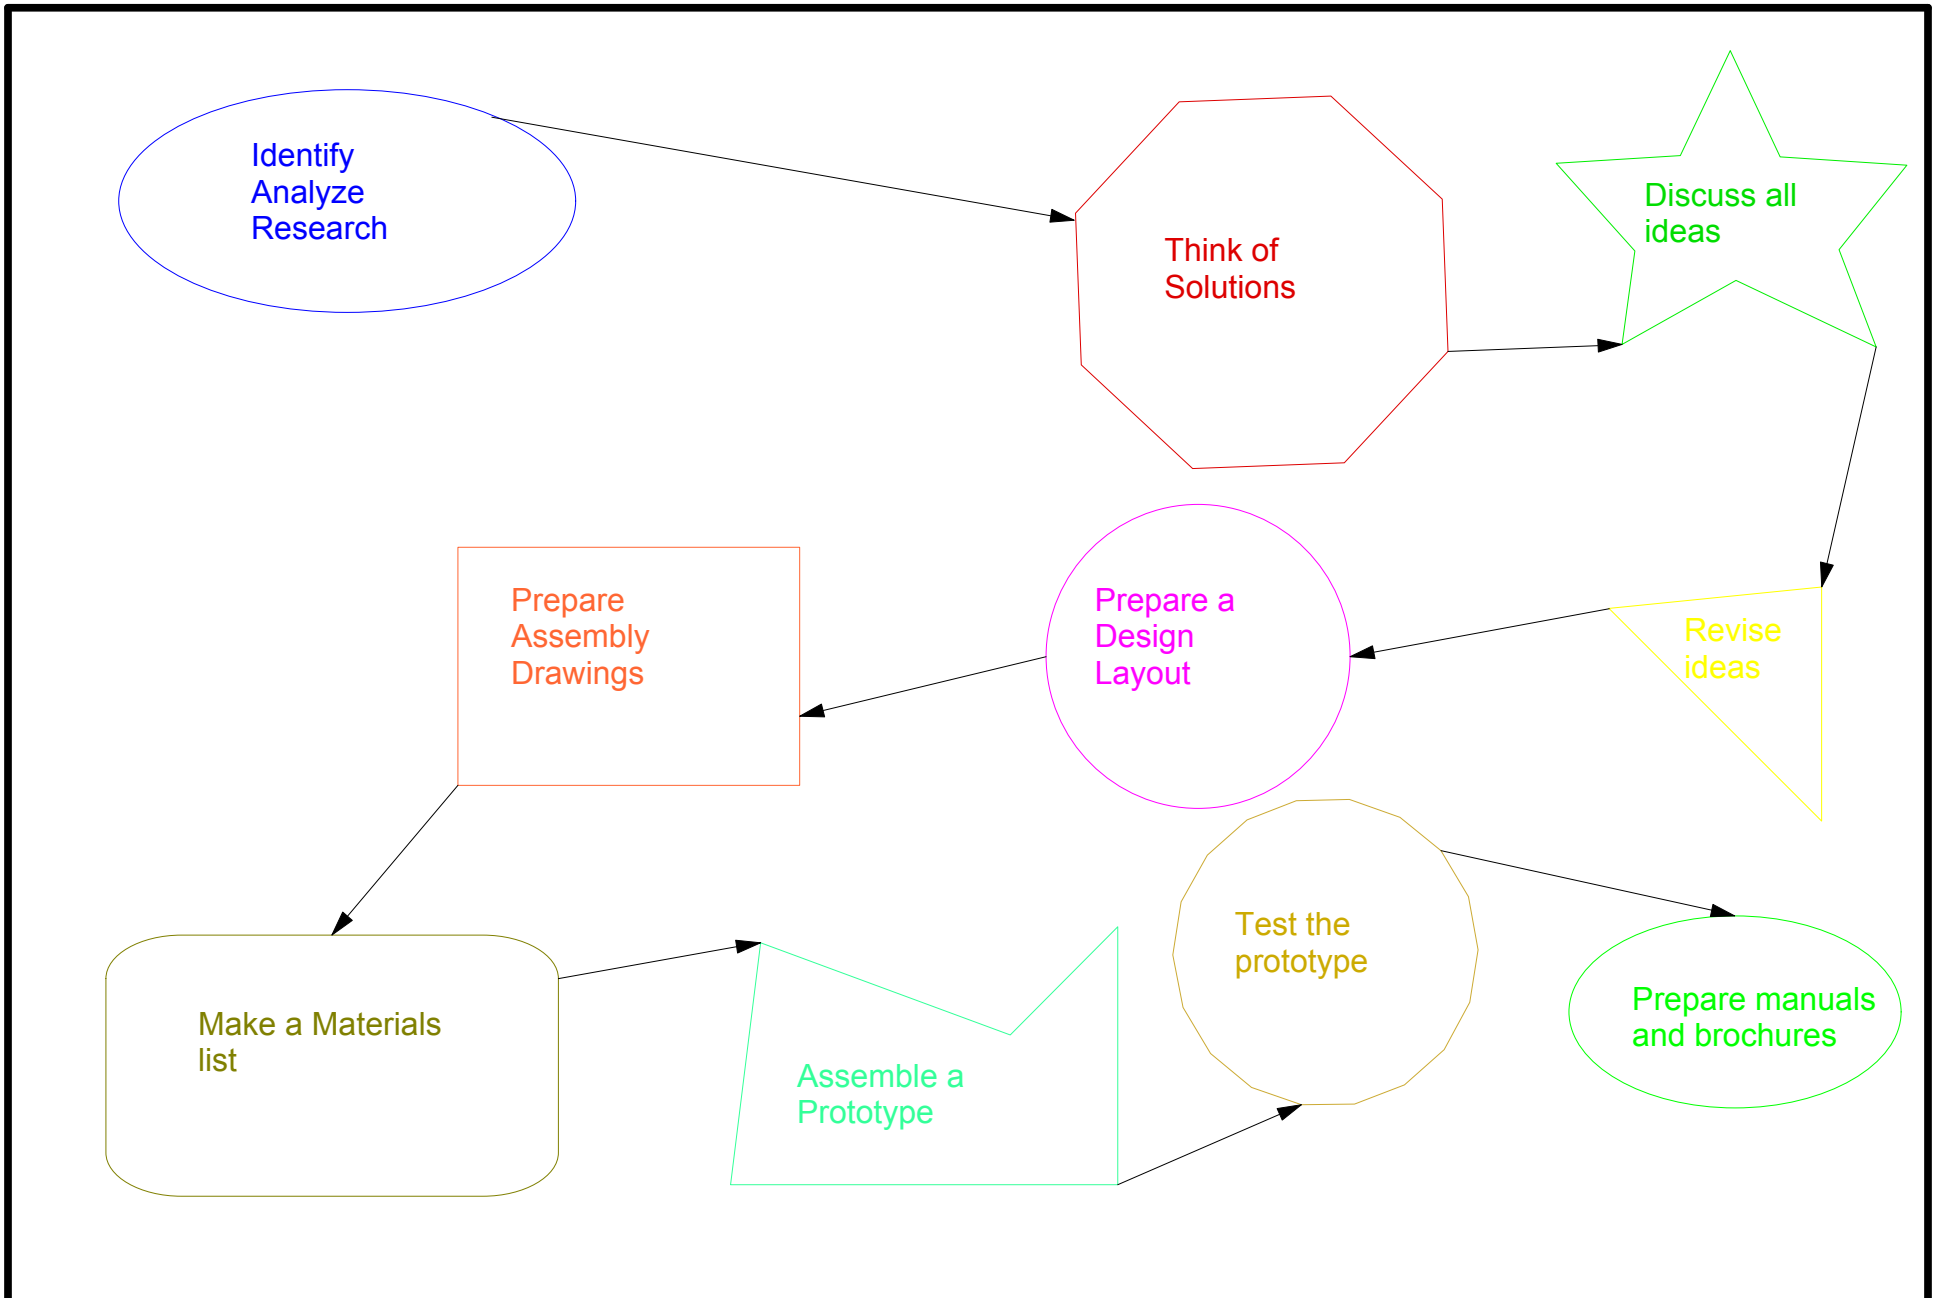 Identify
Analyze
Research
Think of
Solutions
Discuss all
ideas
Revise
ideas
Prepare a
Design
Layout
Prepare
Assembly
Drawings
Make a Materials
list
Assemble a
Prototype
Test the
prototype
Prepare manuals
and brochures